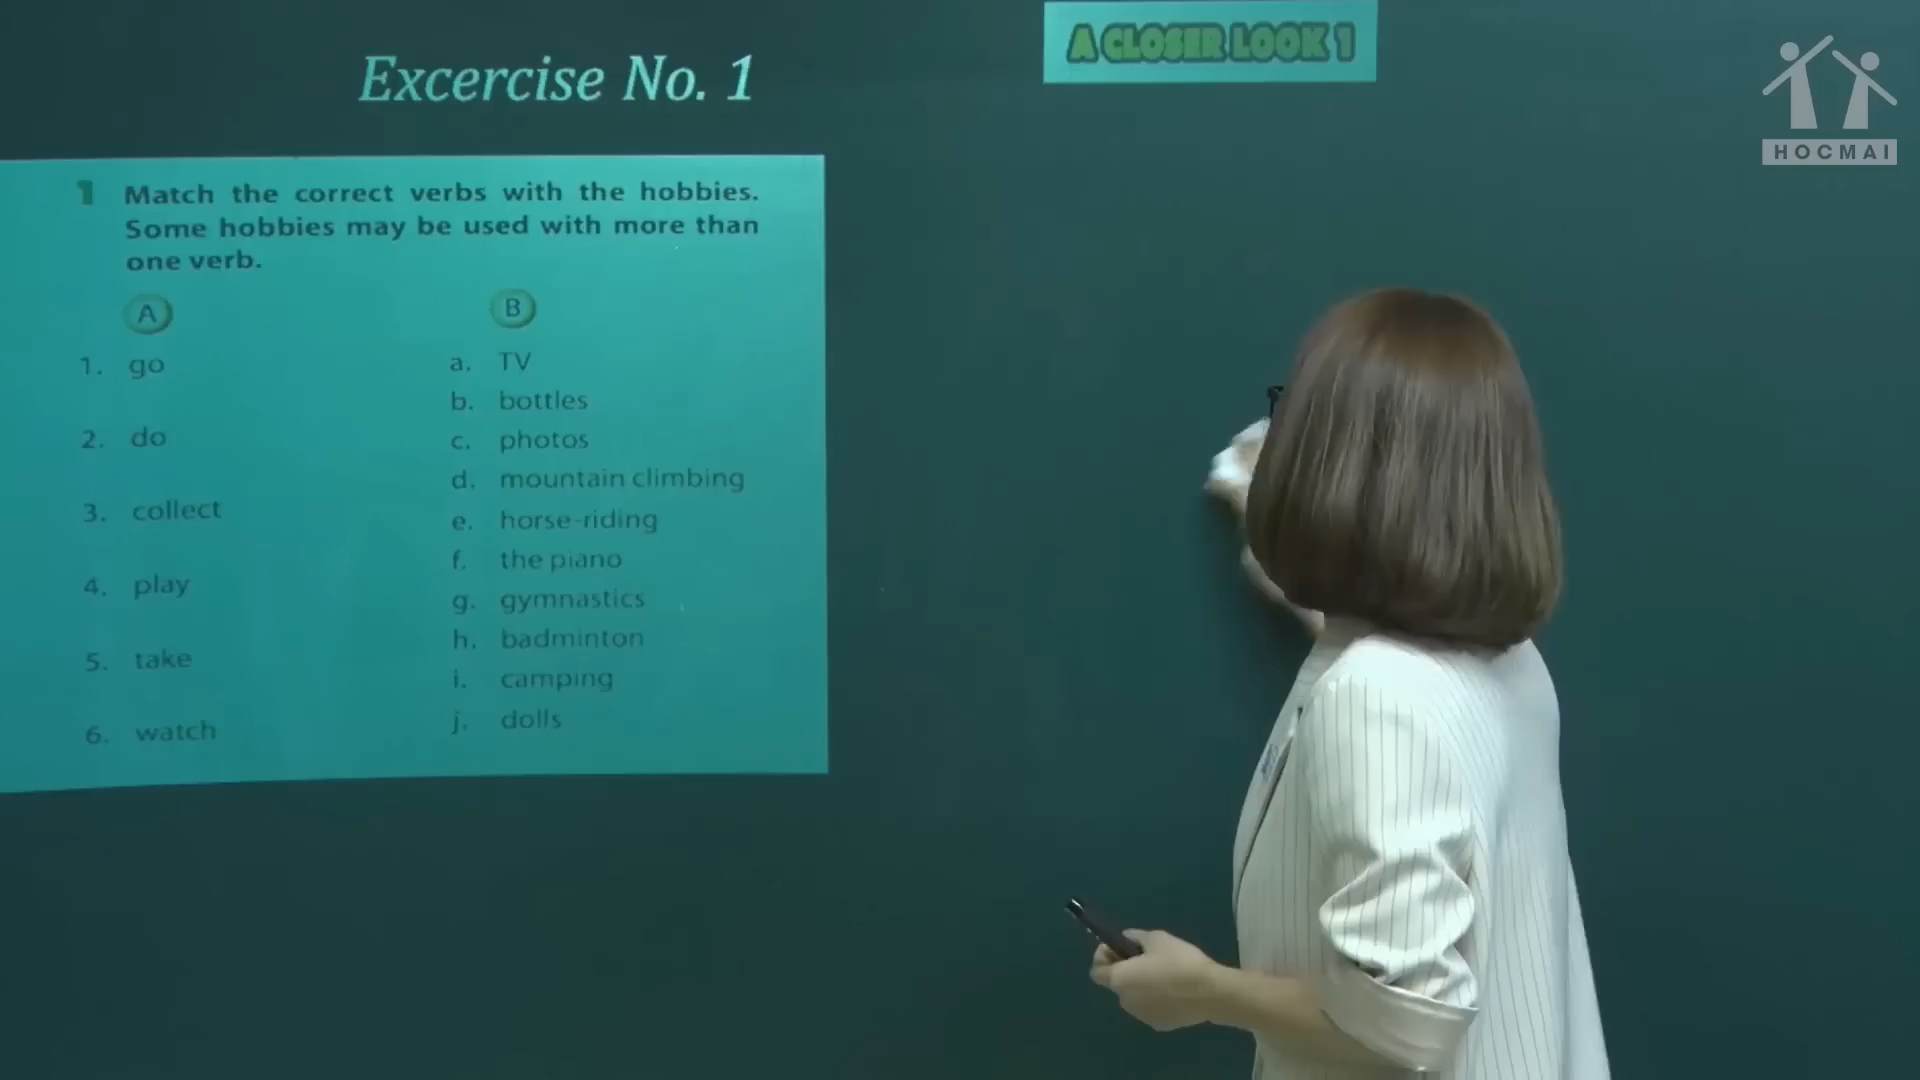 A CLOSER LOOK 1
HOCMAI
Excercise No. 1
1 Match the correct verbs with the hobbies.
Some hobbies may be used with more than
one verb.
A
1. go
2. do
3. collect
4. play
5. take
6. watch
B
a. TV
b. bottles
c. photos
d. mountain climbing
e. horse-riding
f. the piano
g. gymnastics
h. badminton
i. camping
j. dolls